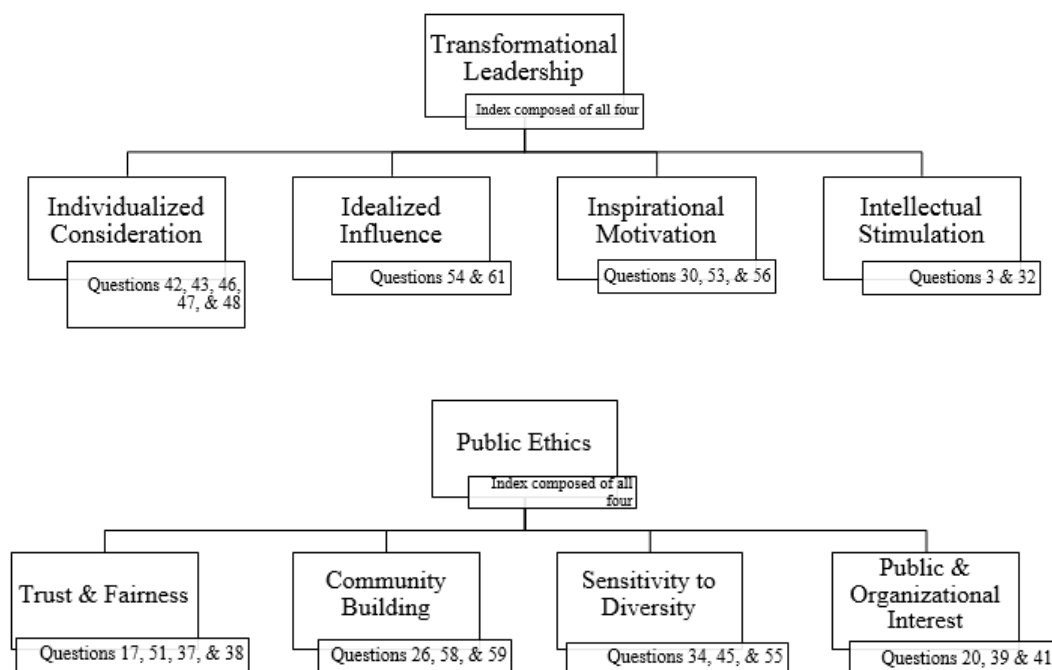 Transformational
Leadership
Index composed of all four
Individualized
Consideration
Questions 42, 43, 46,
47, & 48
Idealized
Influence
Questions 54 & 61
Inspirational
Motivation
Questions 30, 53, & 56
Intellectual
Stimulation
Questions 3 & 32
Public Ethics
Index composed of all
four
Trust & Fairness
Questions 17, 51, 37, & 38
Community
Building
Questions 26, 58, & 59
Sensitivity to
Diversity
Questions 34, 45, & 55
Public &
Organizational
Interest
Questions 20, 39 & 41